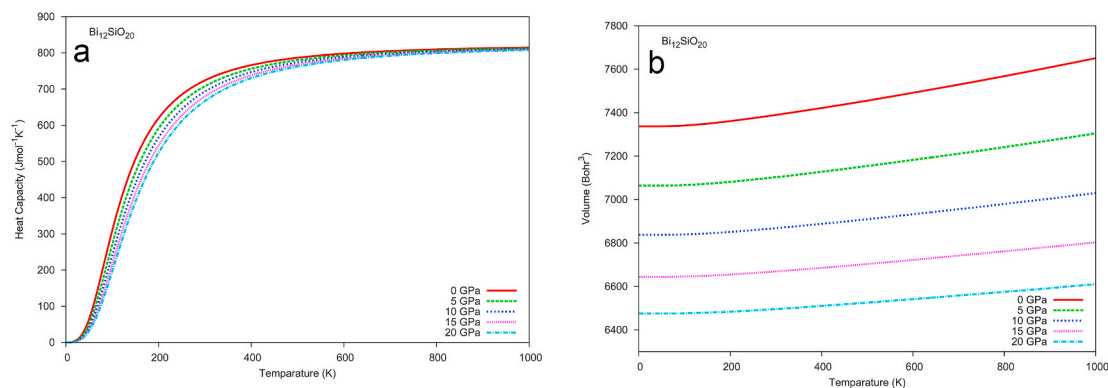 a
Bi12SiO20
Heat Capacity (Jmol-1K-1)
900
800
700
600
500
400
300
200
100
0
0 GPa
5 GPa
10 GPa
15 GPa
20 GPa
0 200 400 600 800 1000
Temparature (K)
b
Bi12SiO20
Volume (Bohr3)
7800
7600
7400
7200
7000
6800
6600
6400
0 GPa
5 GPa
10 GPa
15 GPa
20 GPa
0 200 400 600 800 1000
Temparature (K)